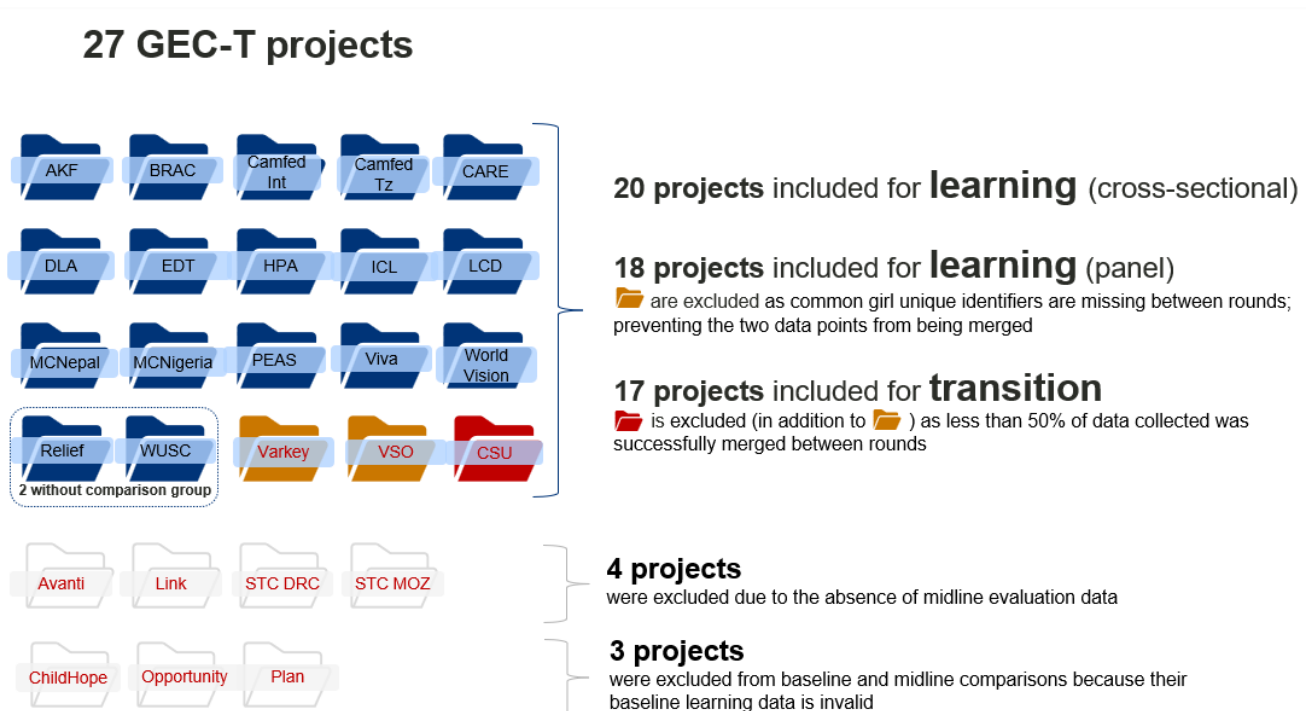 27 GEC-T projects
AKF
BRAC
Camfed
Int
Camfed
Tz
CARE
DLA
EDT
HPA
ICL
LCD
MCNepal
MCNigeria
PEAS
Viva
World
Vision
Relief
WUSC
Varkey
VSO
CSU
2 without comparison group
20 projects included for learning (cross-sectional)
18 projects included for learning (panel)
are excluded as common girl unique identifiers are missing between rounds;
preventing the two data points from being merged
17 projects included for transition
is excluded (in addition to ) as less than 50% of data collected was
successfully merged between rounds
Avanti
Link
STC DRC
STC MOZ
4 projects
were excluded due to the absence of midline evaluation data
ChildHope
Opportunity
Plan
3 projects
were excluded from baseline and midline comparisons because their
baseline learning data is invalid